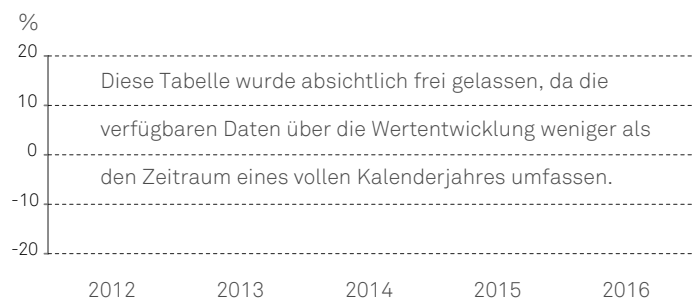 %
20
Diese Tabelle wurde absichtlich frei gelassen, da die
10
verfügbaren Daten über die Wertentwicklung weniger als
0
den Zeitraum eines vollen Kalenderjahres umfassen.
-10
-20
2012 2013 2014 2015 2016